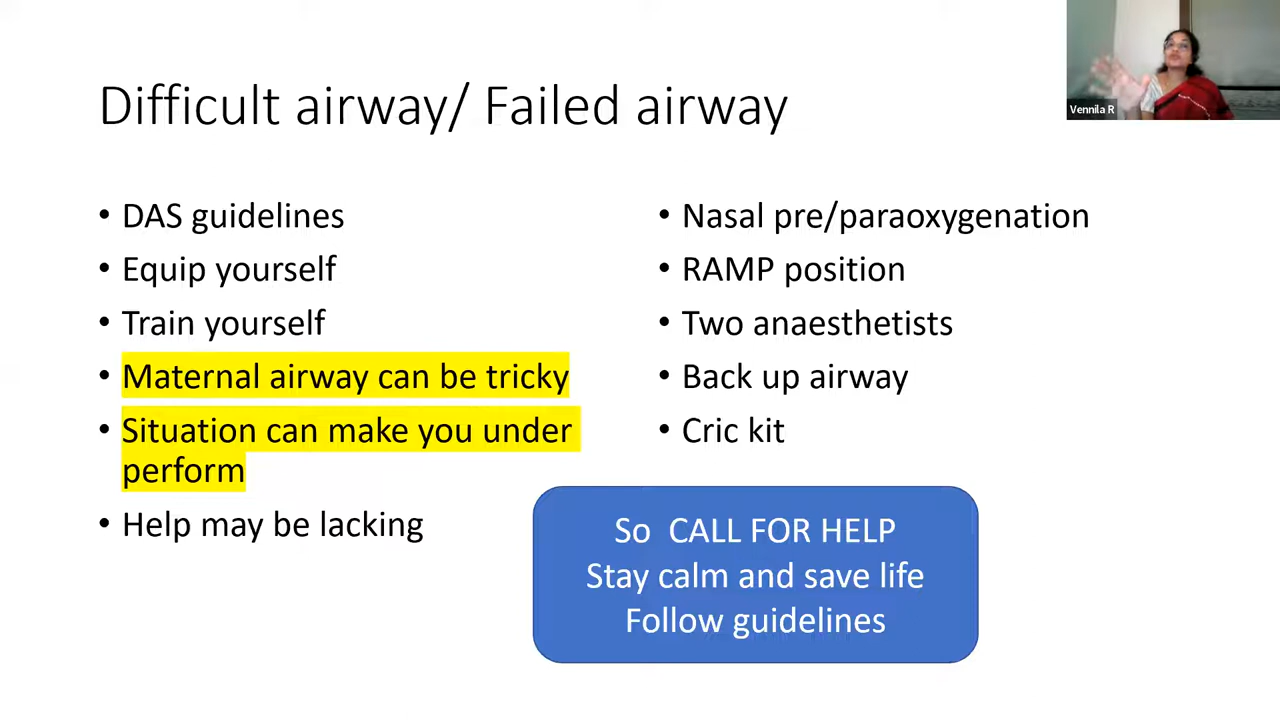 Difficult airway/ Failed airway
Vennila R
• DAS guidelines
• Equip yourself
• Train yourself
• Maternal airway can be tricky
• Situation can make you under
perform
• Help may be lacking
• Nasal pre/paraoxygenation
• RAMP position
• Two anaesthetists
• Back up airway
• Cric kit
So CALL FOR HELP
Stay calm and save life
Follow guidelines